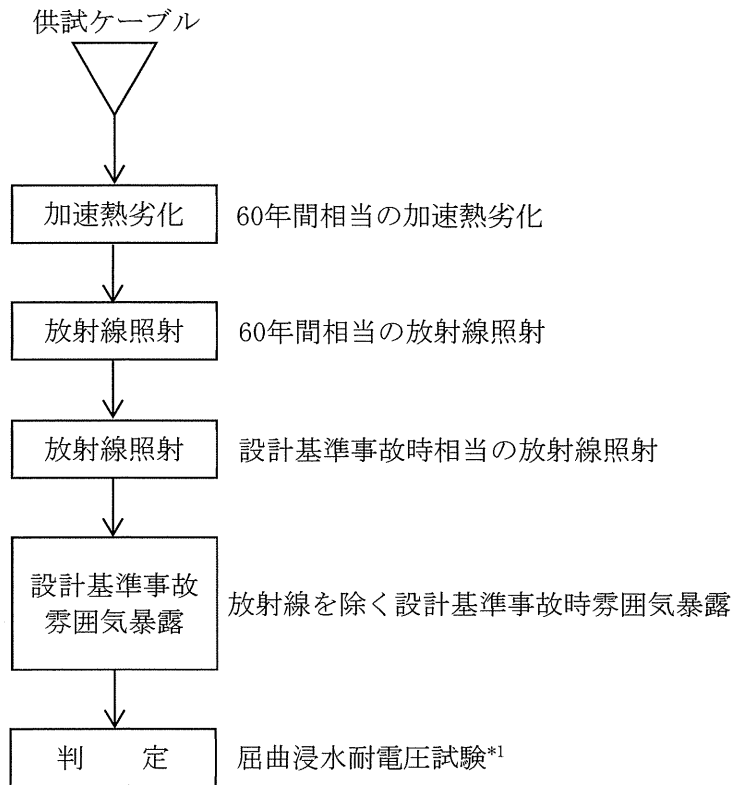 供試ケーブル
加速熱劣化 60年間相当の加速熱劣化
放射線照射 60年間相当の放射線照射
放射線照射 設計基準事故時相当の放射線照射
設計基準事故
雰囲気暴露
放射線を除く設計基準事故時雰囲気暴露
判 定 屈曲浸水耐電圧試験*1